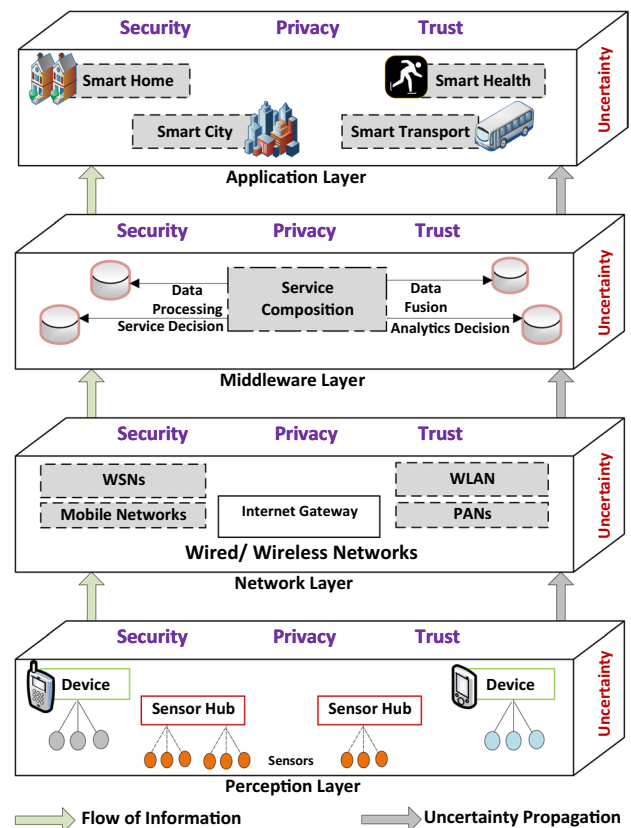 Security Privacy Trust
Smart Home
Smart Health
Smart City
Smart Transport
Uncertainty
Application Layer
Security Privacy Trust
Data
Processing
Service Decision
Service
Composition
Data
Fusion
Analytics Decision
Uncertainty
Middleware Layer
Security Privacy Trust
WSNs
Mobile Networks
Internet Gateway
WLAN
PANs
Wired/ Wireless Networks
Uncertainty
Network Layer
Security Privacy Trust
Device
Sensor Hub
Sensor Hub
Device
Sensors
Uncertainty
Perception Layer
Flow of Information
Uncertainty Propagation